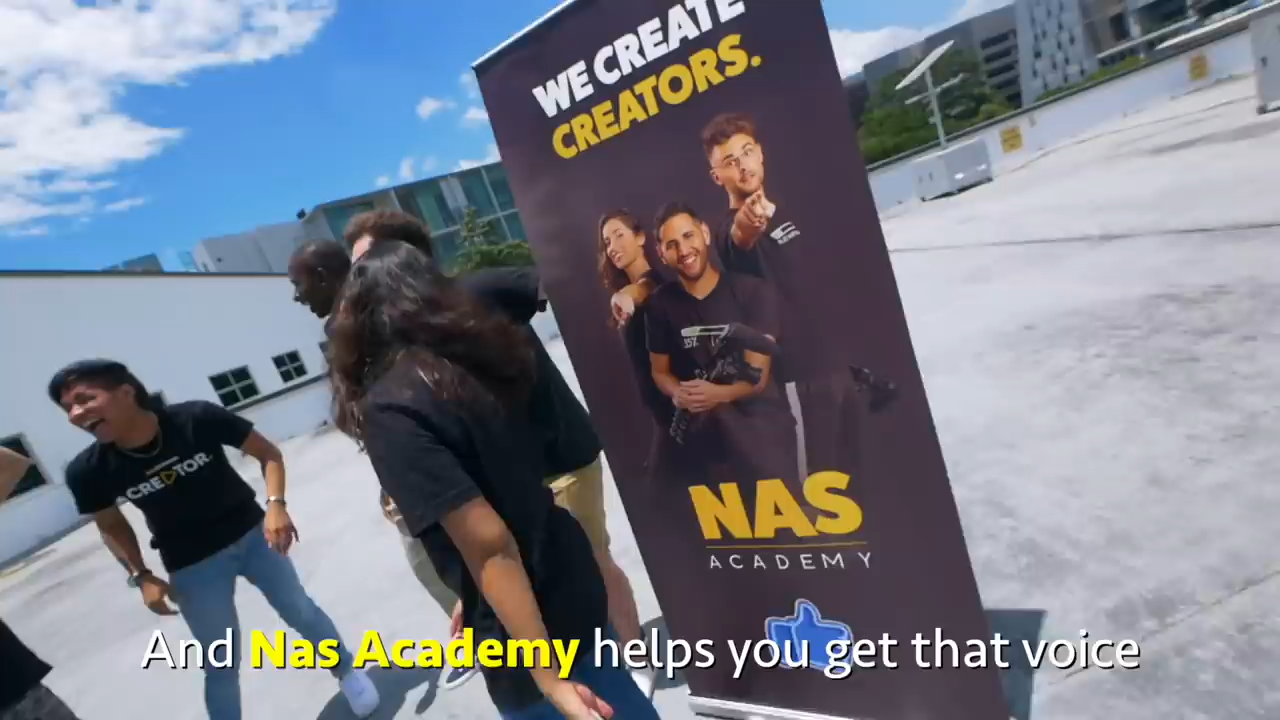 WE CREATE
CREATORS.
CREATOR.
NAS
ACADEMY
And Nas Academy helps you get that voice